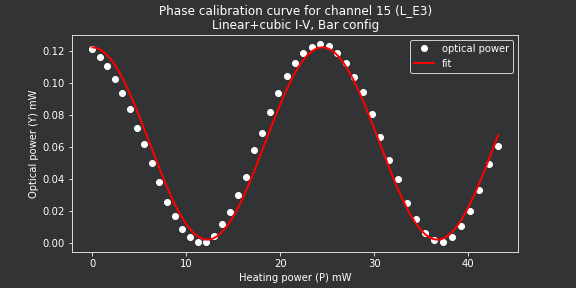 Phase calibration curve for channel 15 (L_E3)
Linear+cubic I-V, Bar config
optical power
fit
Optical power (Y) mW
0.12
0.10
0.08
0.06
0.04
0.02
0.00
0 10 20 30 40
Heating power (P) mW